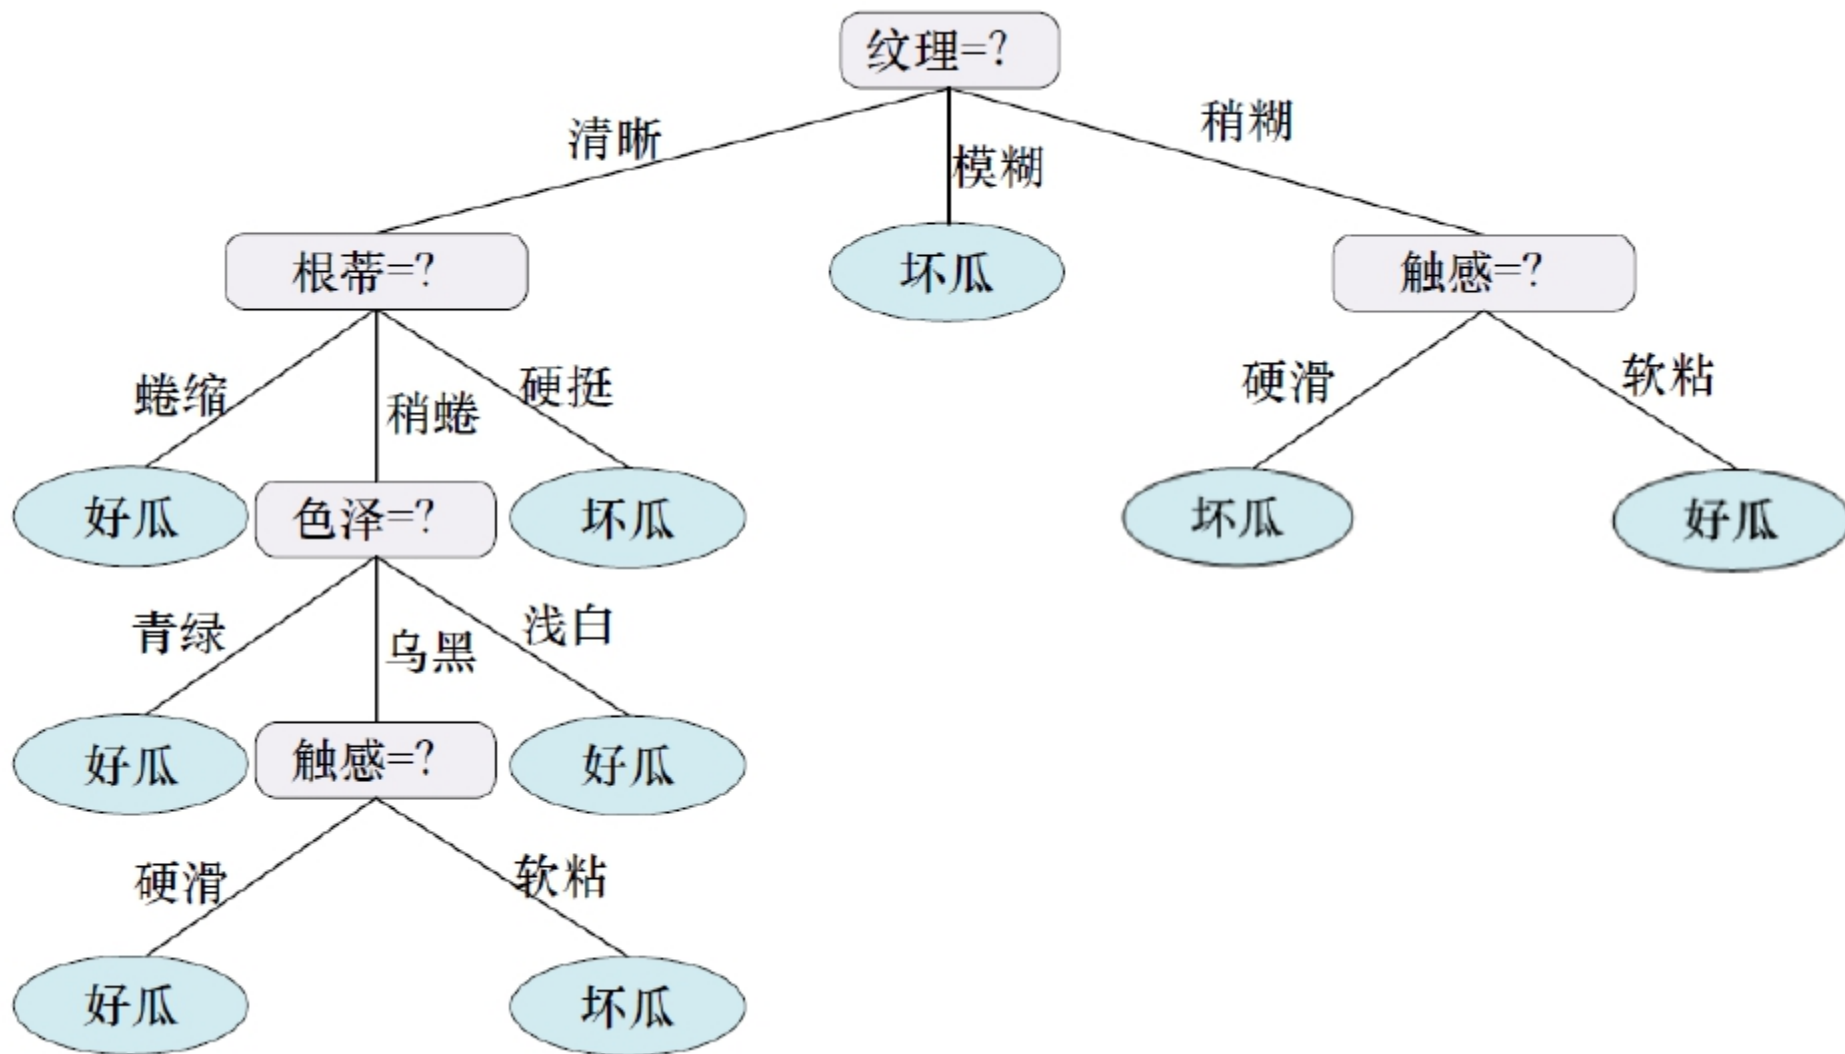 纹理=?
清晰
模糊
稍糊
根蒂=?
坏瓜
触感=?
蜷缩
稍蜷
硬挺
硬滑
软粘
好瓜
色泽=?
坏瓜
坏瓜
好瓜
青绿
乌黑
浅白
好瓜
触感=?
好瓜
硬滑
软粘
好瓜
坏瓜